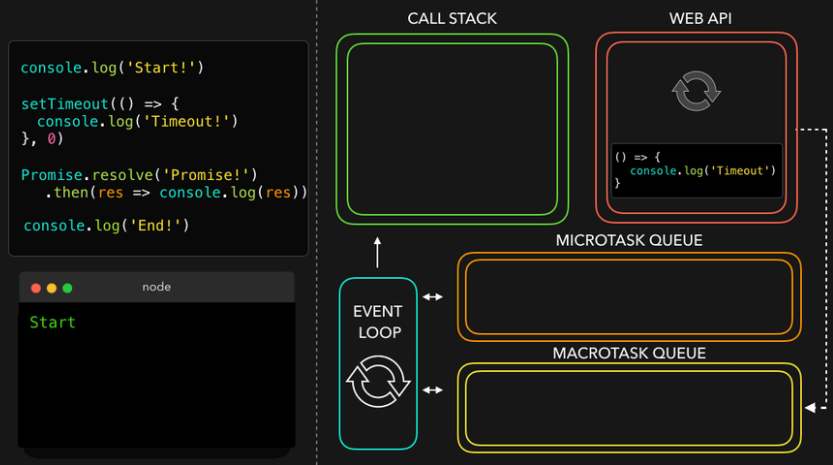 console.log('Start!')
setTimeout(() => {
console.log('Timeout!')
}, 0)
Promise.resolve('Promise!')
.then(res => console.log(res))
console.log('End!')
node
Start
CALL STACK
WEB API
() => {
console.log('Timeout')
}
MICROTASK QUEUE
EVENT
LOOP
MACROTASK QUEUE